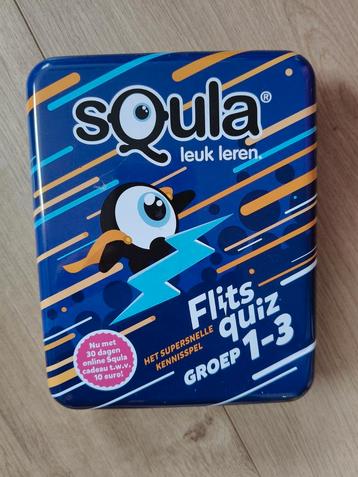 sQula®
leuk leren.
Flits
quiz
HET SUPERSNELLE
KENNISSPEL
GROEP 1-3
Nu met
30 dagen
online Squla
cadeau t.w.v.
10 euro!